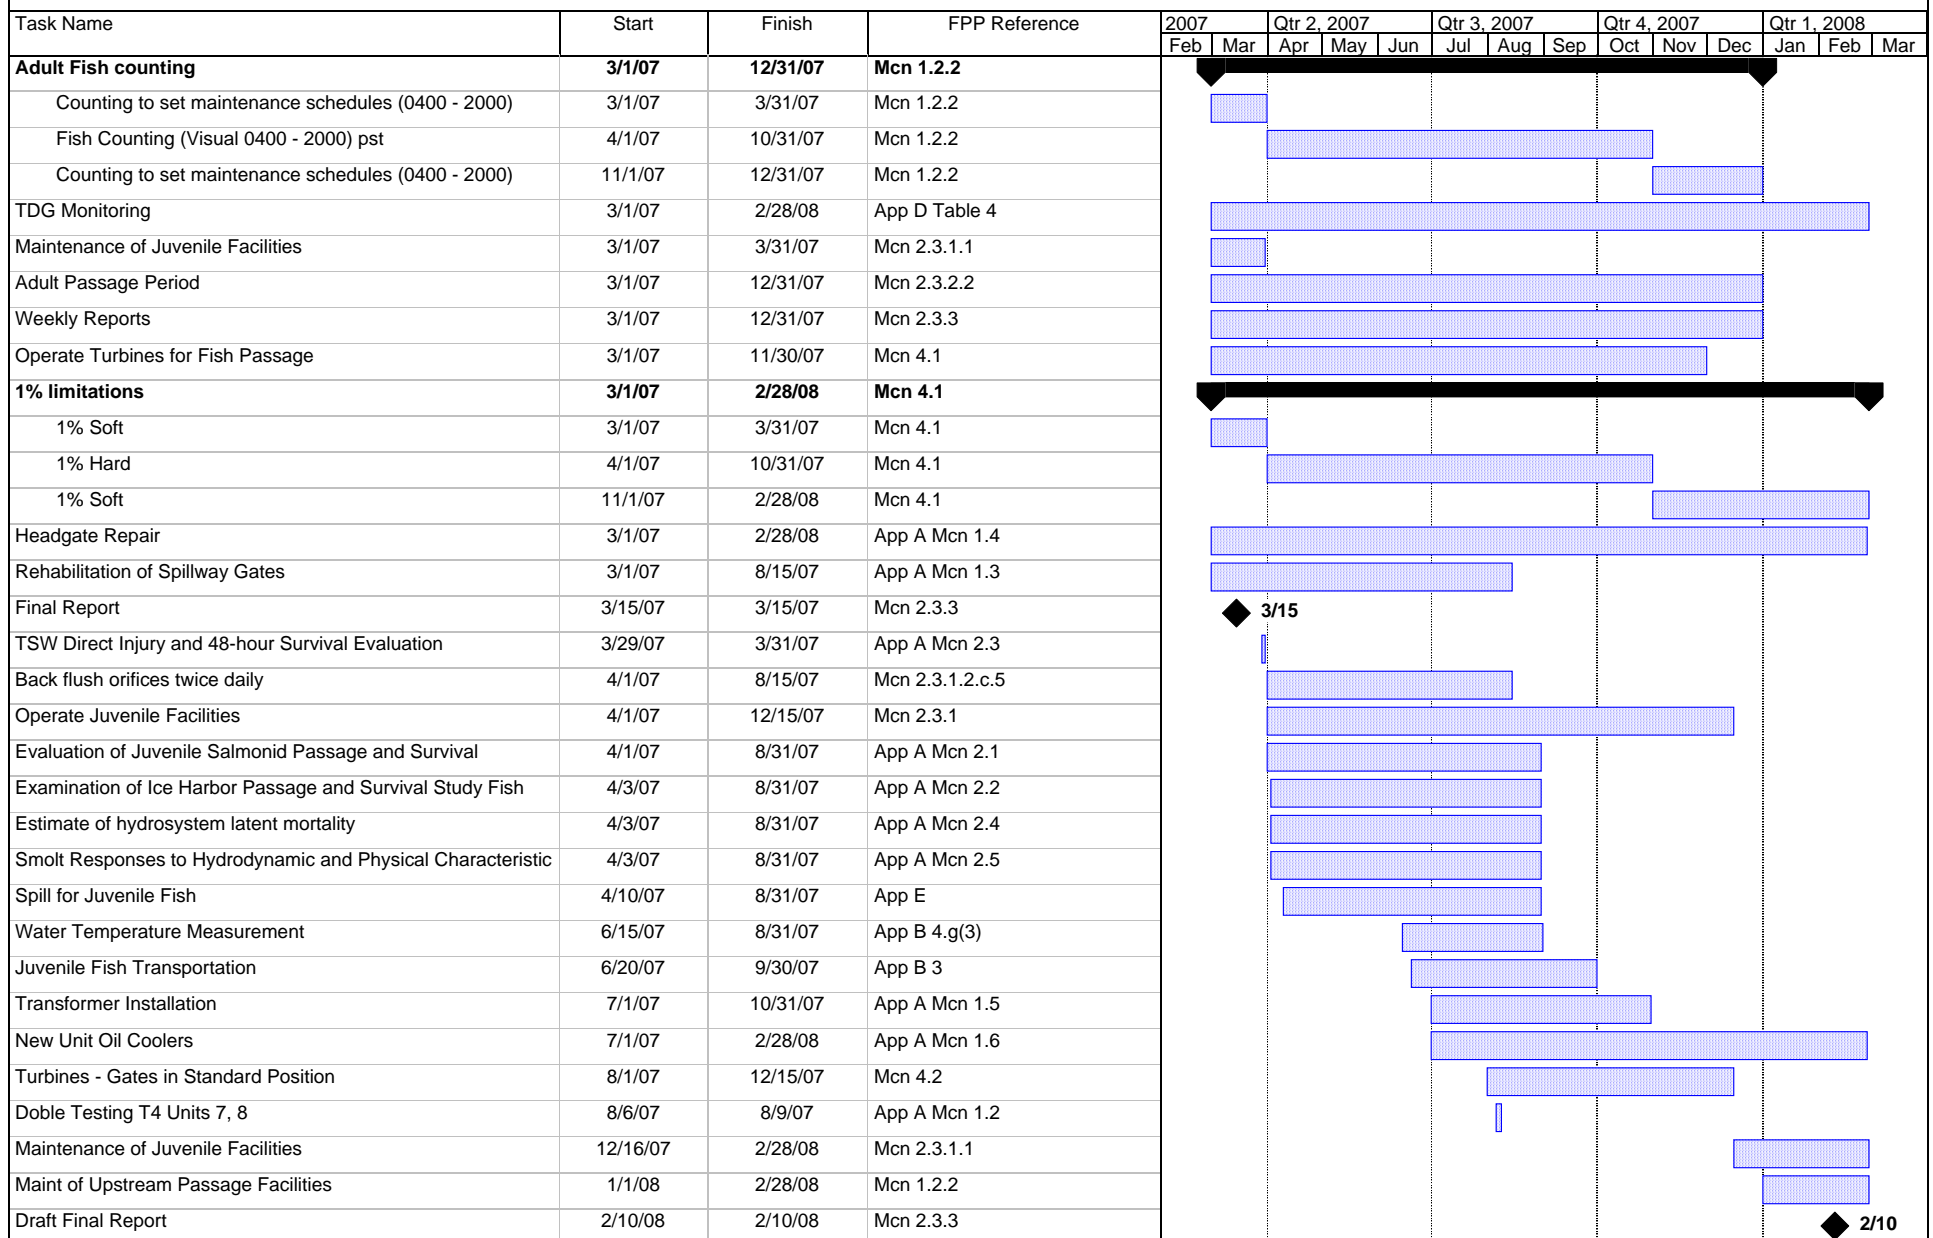 Task Name Start Finish FPP Reference 2007 Qtr 2, 2007 Qtr 3, 2007 Qtr 4, 2007 Qtr 1, 2008
Feb Mar Apr May Jun Jul Aug Sep Oct Nov Dec Jan Feb Mar
Adult Fish counting 3/1/07 12/31/07 Mcn 1.2.2
Counting to set maintenance schedules (0400 - 2000) 3/1/07 3/31/07 Mcn 1.2.2
Fish Counting (Visual 0400 - 2000) pst 4/1/07 10/31/07 Mcn 1.2.2
Counting to set maintenance schedules (0400 - 2000) 11/1/07 12/31/07 Mcn 1.2.2
TDG Monitoring 3/1/07 2/28/08 App D Table 4
Maintenance of Juvenile Facilities 3/1/07 3/31/07 Mcn 2.3.1.1
Adult Passage Period 3/1/07 12/31/07 Mcn 2.3.2.2
Weekly Reports 3/1/07 12/31/07 Mcn 2.3.3
Operate Turbines for Fish Passage 3/1/07 11/30/07 Mcn 4.1
1% limitations 3/1/07 2/28/08 Mcn 4.1
1% Soft 3/1/07 3/31/07 Mcn 4.1
1% Hard 4/1/07 10/31/07 Mcn 4.1
1% Soft 11/1/07 2/28/08 Mcn 4.1
Headgate Repair 3/1/07 2/28/08 App A Mcn 1.4
Rehabilitation of Spillway Gates 3/1/07 8/15/07 App A Mcn 1.3
Final Report 3/15/07 3/15/07 Mcn 2.3.3 3/15
TSW Direct Injury and 48-hour Survival Evaluation 3/29/07 3/31/07 App A Mcn 2.3
Back flush orifices twice daily 4/1/07 8/15/07 Mcn 2.3.1.2.c.5
Operate Juvenile Facilities 4/1/07 12/15/07 Mcn 2.3.1
Evaluation of Juvenile Salmonid Passage and Survival 4/1/07 8/31/07 App A Mcn 2.1
Examination of Ice Harbor Passage and Survival Study Fish 4/3/07 8/31/07 App A Mcn 2.2
Estimate of hydrosystem latent mortality 4/3/07 8/31/07 App A Mcn 2.4
Smolt Responses to Hydrodynamic and Physical Characteristic 4/3/07 8/31/07 App A Mcn 2.5
Spill for Juvenile Fish 4/10/07 8/31/07 App E
Water Temperature Measurement 6/15/07 8/31/07 App B 4.g(3)
Juvenile Fish Transportation 6/20/07 9/30/07 App B 3
Transformer Installation 7/1/07 10/31/07 App A Mcn 1.5
New Unit Oil Coolers 7/1/07 2/28/08 App A Mcn 1.6
Turbines - Gates in Standard Position 8/1/07 12/15/07 Mcn 4.2
Doble Testing T4 Units 7, 8 8/6/07 8/9/07 App A Mcn 1.2
Maintenance of Juvenile Facilities 12/16/07 2/28/08 Mcn 2.3.1.1
Maint of Upstream Passage Facilities 1/1/08 2/28/08 Mcn 1.2.2
Draft Final Report 2/10/08 2/10/08 Mcn 2.3.3 2/10